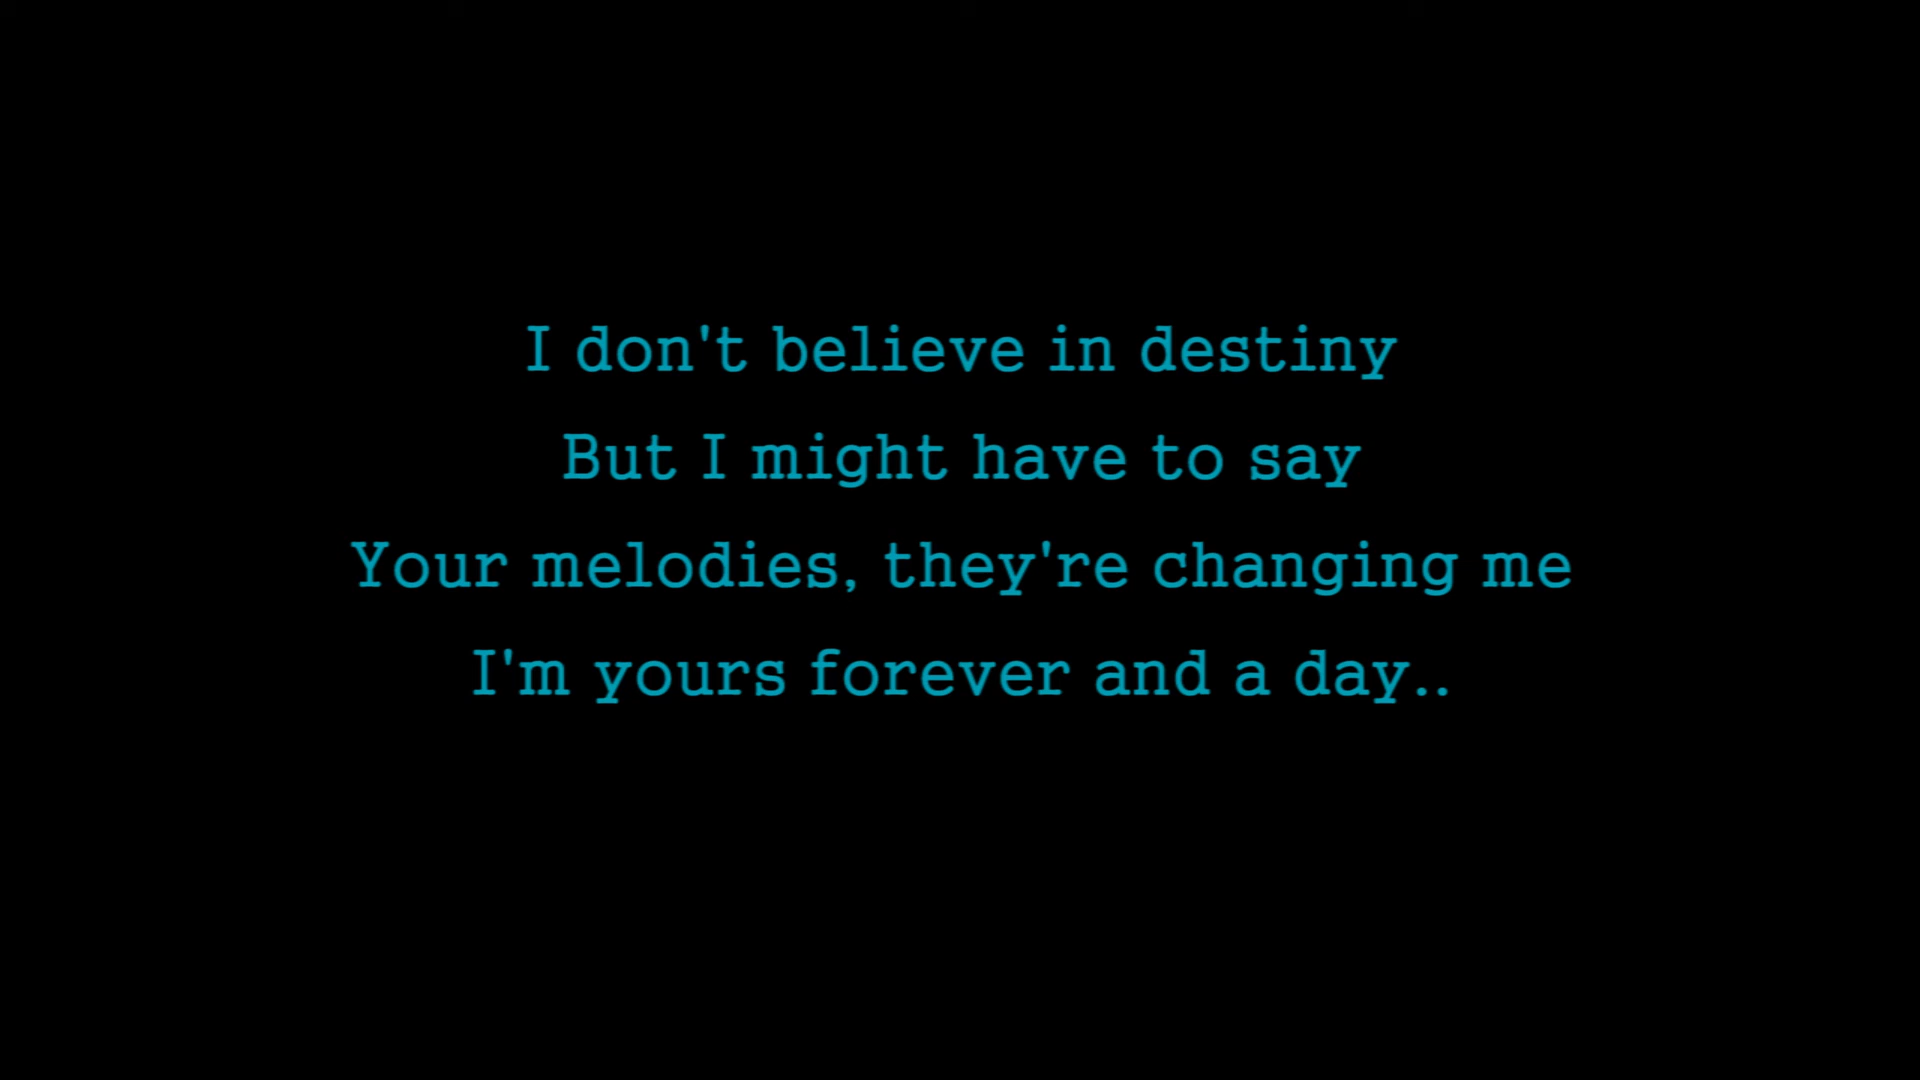 I don't believe in destiny
But I might have to say
Your melodies, they're changing me
I'm yours forever and a day..